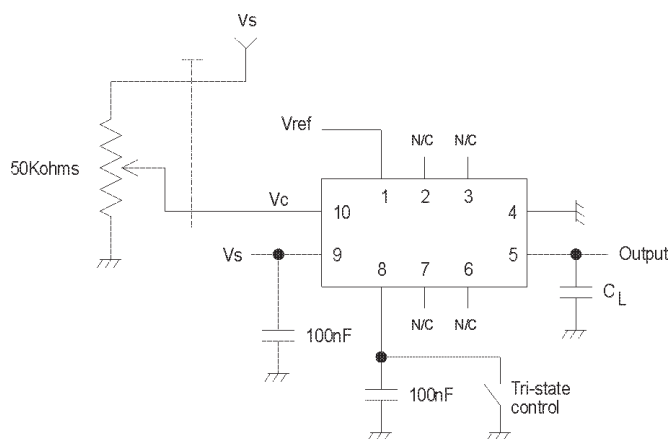 Vs
Vref
N/C
N/C
50Kohms
1
2
3
Vc
10
4
Vs
9
5
Output
8
7
6
C_L
N/C
N/C
100nF
100nF
Tri-state
control